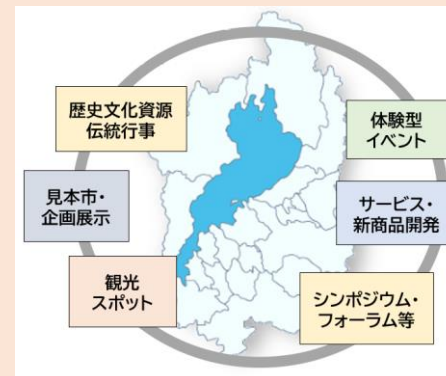 歴史文化資源
伝統行事
体験型
イベント
見本市・
企画展示
サービス・
新商品開発
観光
スポット
シンポジウム・
フォーラム等